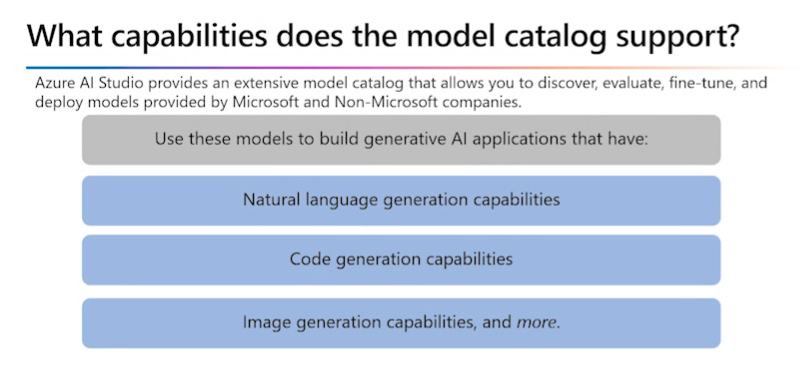 What capabilities does the model catalog support?
Azure AI Studio provides an extensive model catalog that allows you to discover, evaluate, fine-tune, and
deploy models provided by Microsoft and Non-Microsoft companies.
Use these models to build generative AI applications that have:
Natural language generation capabilities
Code generation capabilities
Image generation capabilities, and more.